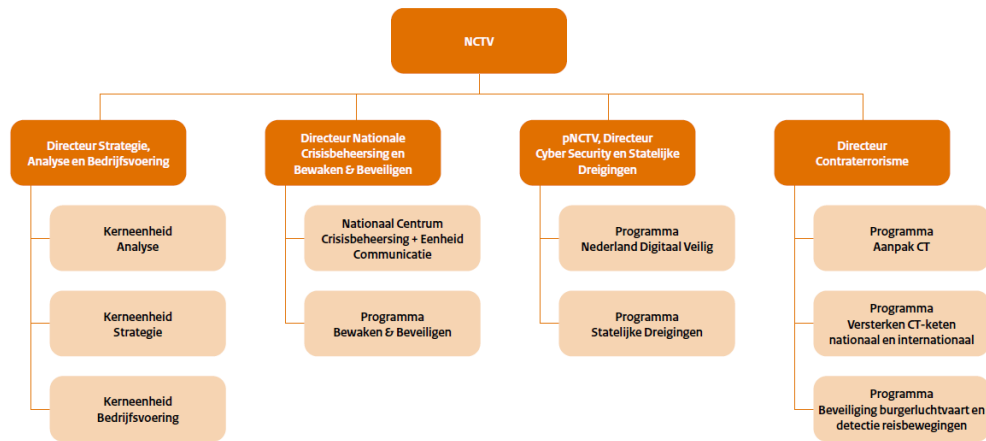 NCTV
Directeur Strategie,
Analyse en Bedrijfsvoering
Kerneenheid
Analyse
Kerneenheid
Strategie
Kerneenheid
Bedrijfsvoering
Directeur Nationale
Crisisbeheersing en
Bewaken & Beveiligen
Nationaal Centrum
Crisisbeheersing + Eenheid
Communicatie
Programma
Bewaken & Beveiligen
pNCTV, Directeur
Cyber Security en Statelijke
Dreigingen
Programma
Nederland Digitaal Veilig
Programma
Statelijke Dreigingen
Directeur
Contraterrorisme
Programma
Aanpak CT
Programma
Versterken CT-keten
nationaal en internationaal
Programma
Beveiliging burgerluchtvaart en
detectie reisbewegingen